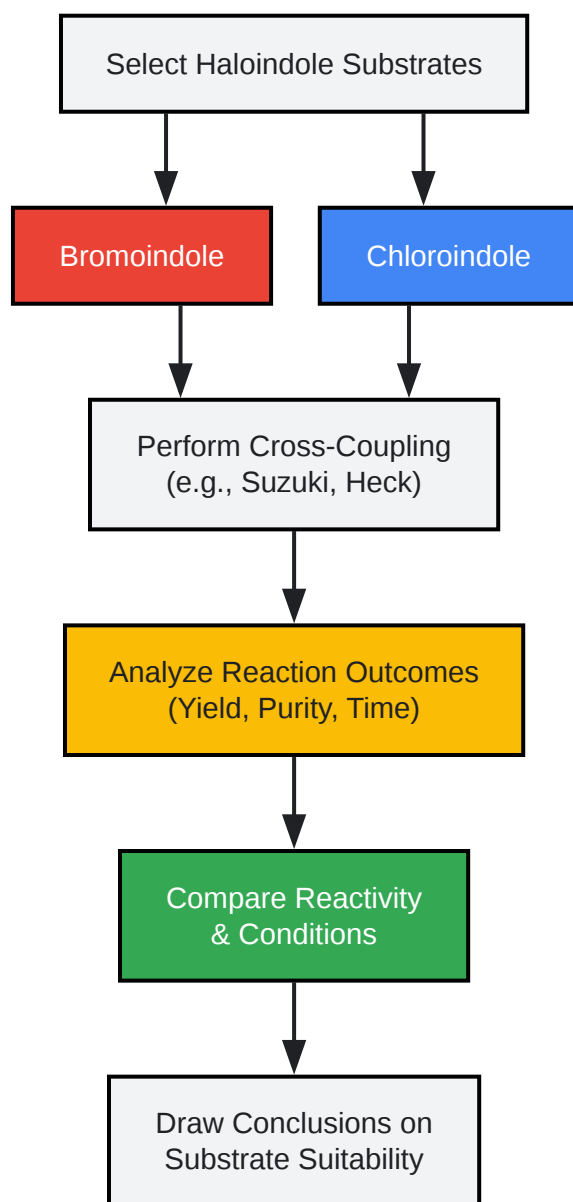 Select Haloindole Substrates
Bromoindole
Chloroindole
Perform Cross-Coupling
(e.g., Suzuki, Heck)
Analyze Reaction Outcomes
(Yield, Purity, Time)
Compare Reactivity
& Conditions
Draw Conclusions on
Substrate Suitability